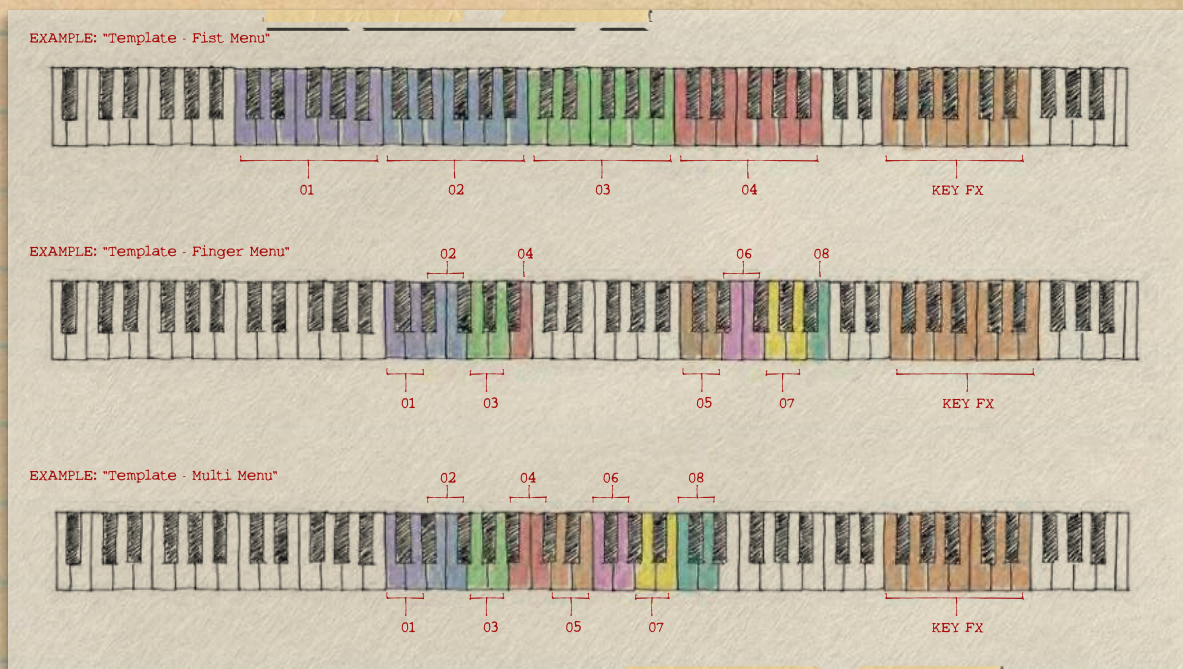 EXAMPLE: "Template - Fist Menu"
01 02 03 04 KEY FX
EXAMPLE: "Template - Finger Menu"
02 04 06 08
01 03 05 07 KEY FX
EXAMPLE: "Template - Multi Menu"
02 04 06 08
01 03 05 07 KEY FX